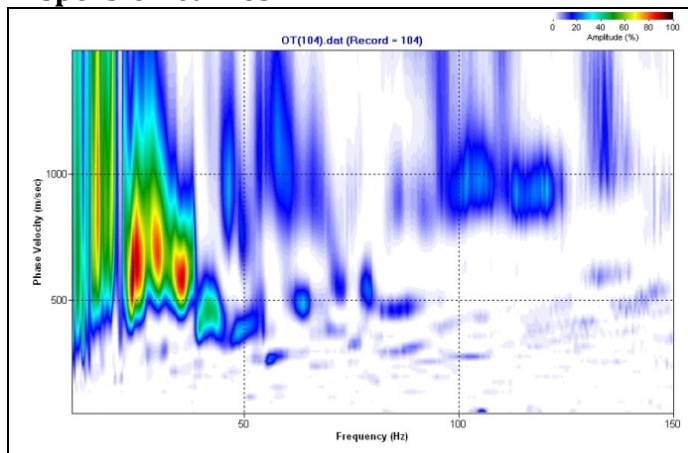 OT(104).dat (Record = 104)
0 20 40 60 80 100
Amplitude (%)
Phase Velocity (m/sec)
1000
500
50 100 150
Frequency (Hz)